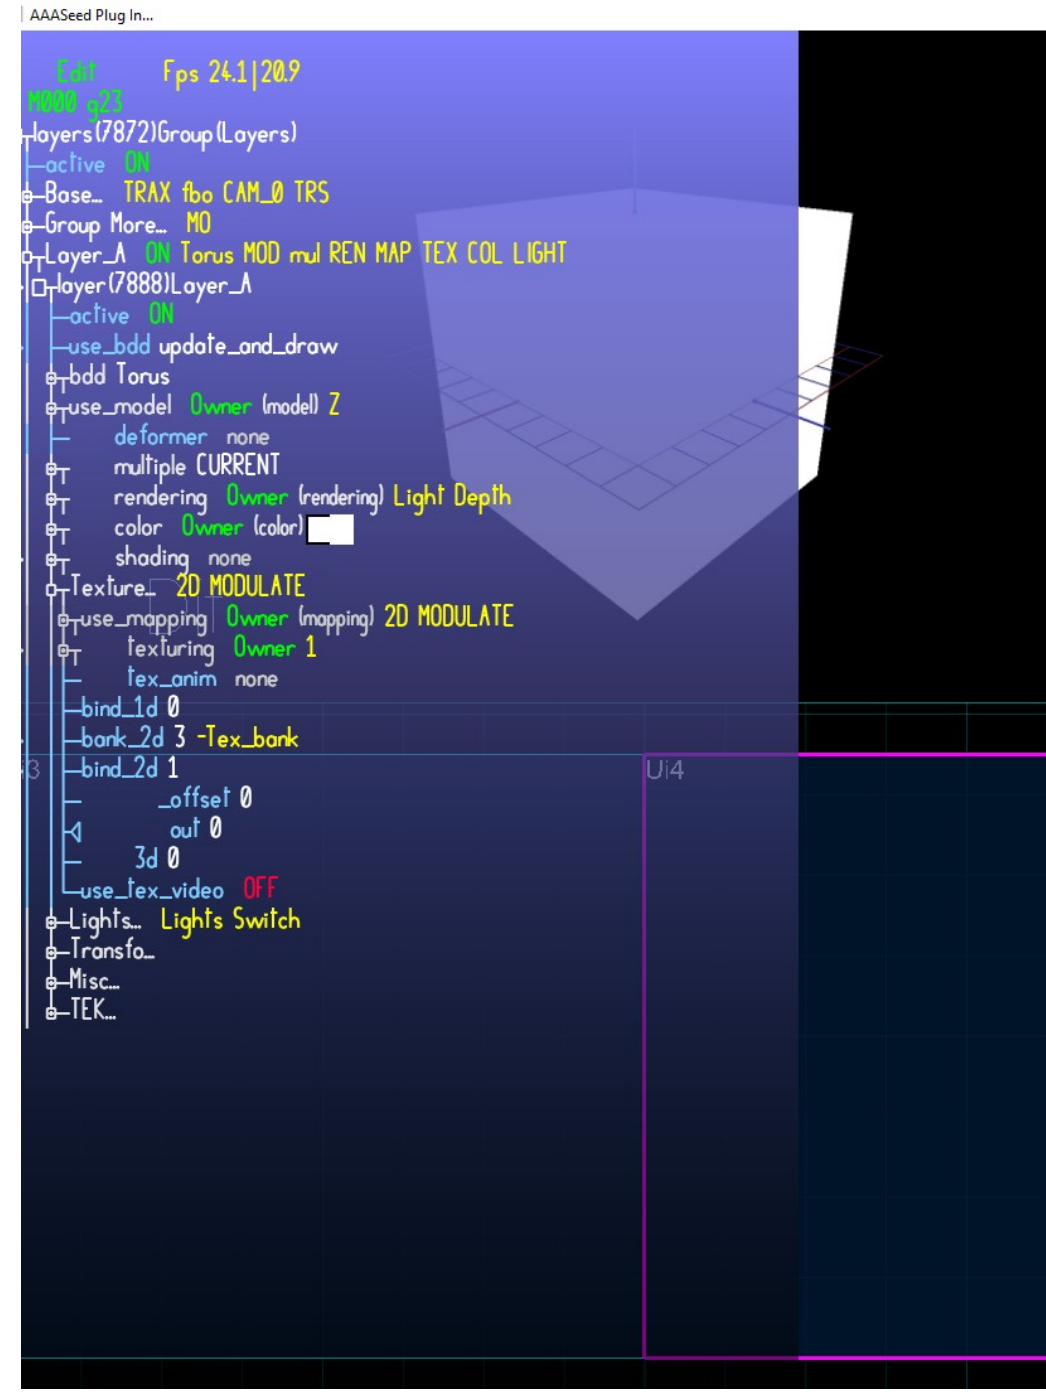 AAASeed Plug In...
Edit Fps 24.1|20.9
M000 g23
layers(7872)Group(Layers)
active ON
Base... TRAX fbo CAM_0 TRS
Group More... MO
Layer_A ON Torus MOD mul REN MAP TEX COL LIGHT
layer(7888)Layer_A
active ON
use_bdd update_and_draw
bdd Torus
use_model Owner (model) Z
deformer none
multiple CURRENT
rendering Owner (rendering) Light Depth
color Owner (color)
shading none
Texture... 2D MODULATE
use_mapping Owner (mapping) 2D MODULATE
texturing Owner 1
tex_anim none
bind_1d 0
bank_2d 3 -Tex_bank
bind_2d 1
Ui4
_offset 0
out 0
3d 0
use_tex_video OFF
Lights... Lights Switch
Transfo...
Misc...
TEK...